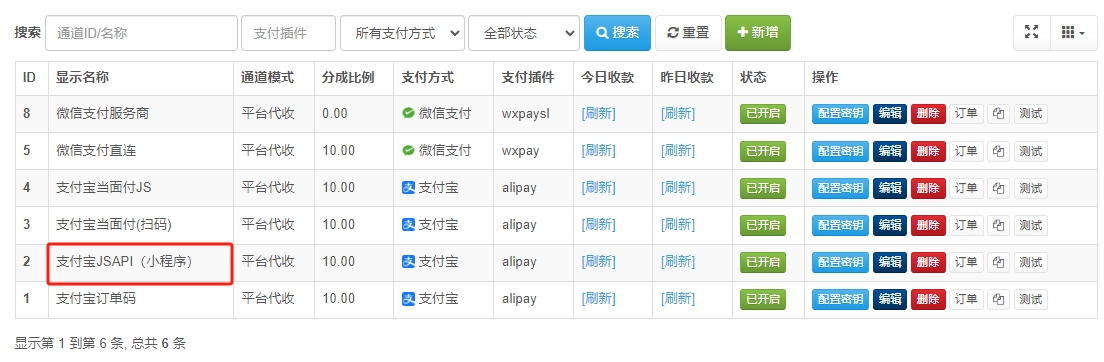 搜索 通道ID/名称 支付插件 所有支付方式 全部状态 搜索 重置 新增
ID 显示名称 通道模式 分成比例 支付方式 支付插件 今日收款 昨日收款 状态 操作
8 微信支付服务商 平台代收 0.00 微信支付 wxpaysl [刷新] [刷新] 已开启 配置密钥 编辑 删除 订单 测试
5 微信支付直连 平台代收 10.00 微信支付 wxpay [刷新] [刷新] 已开启 配置密钥 编辑 删除 订单 测试
4 支付宝当面付JS 平台代收 10.00 支付宝 alipay [刷新] [刷新] 已开启 配置密钥 编辑 删除 订单 测试
3 支付宝当面付(扫码) 平台代收 10.00 支付宝 alipay [刷新] [刷新] 已开启 配置密钥 编辑 删除 订单 测试
2 支付宝JSAPI（小程序） 平台代收 10.00 支付宝 alipay [刷新] [刷新] 已开启 配置密钥 编辑 删除 订单 测试
1 支付宝订单码 平台代收 10.00 支付宝 alipay [刷新] [刷新] 已开启 配置密钥 编辑 删除 订单 测试
显示第 1 到第 6 条, 总共 6 条